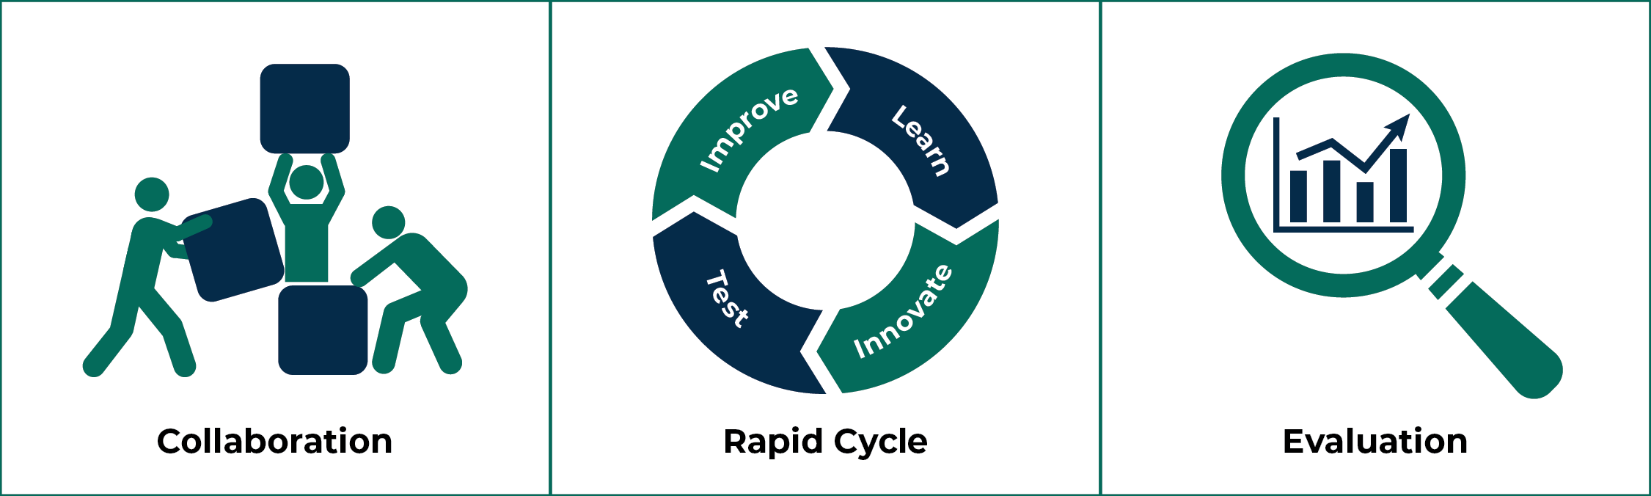 Collaboration
Improve
Learn
Innovate
Test
Rapid Cycle
Evaluation